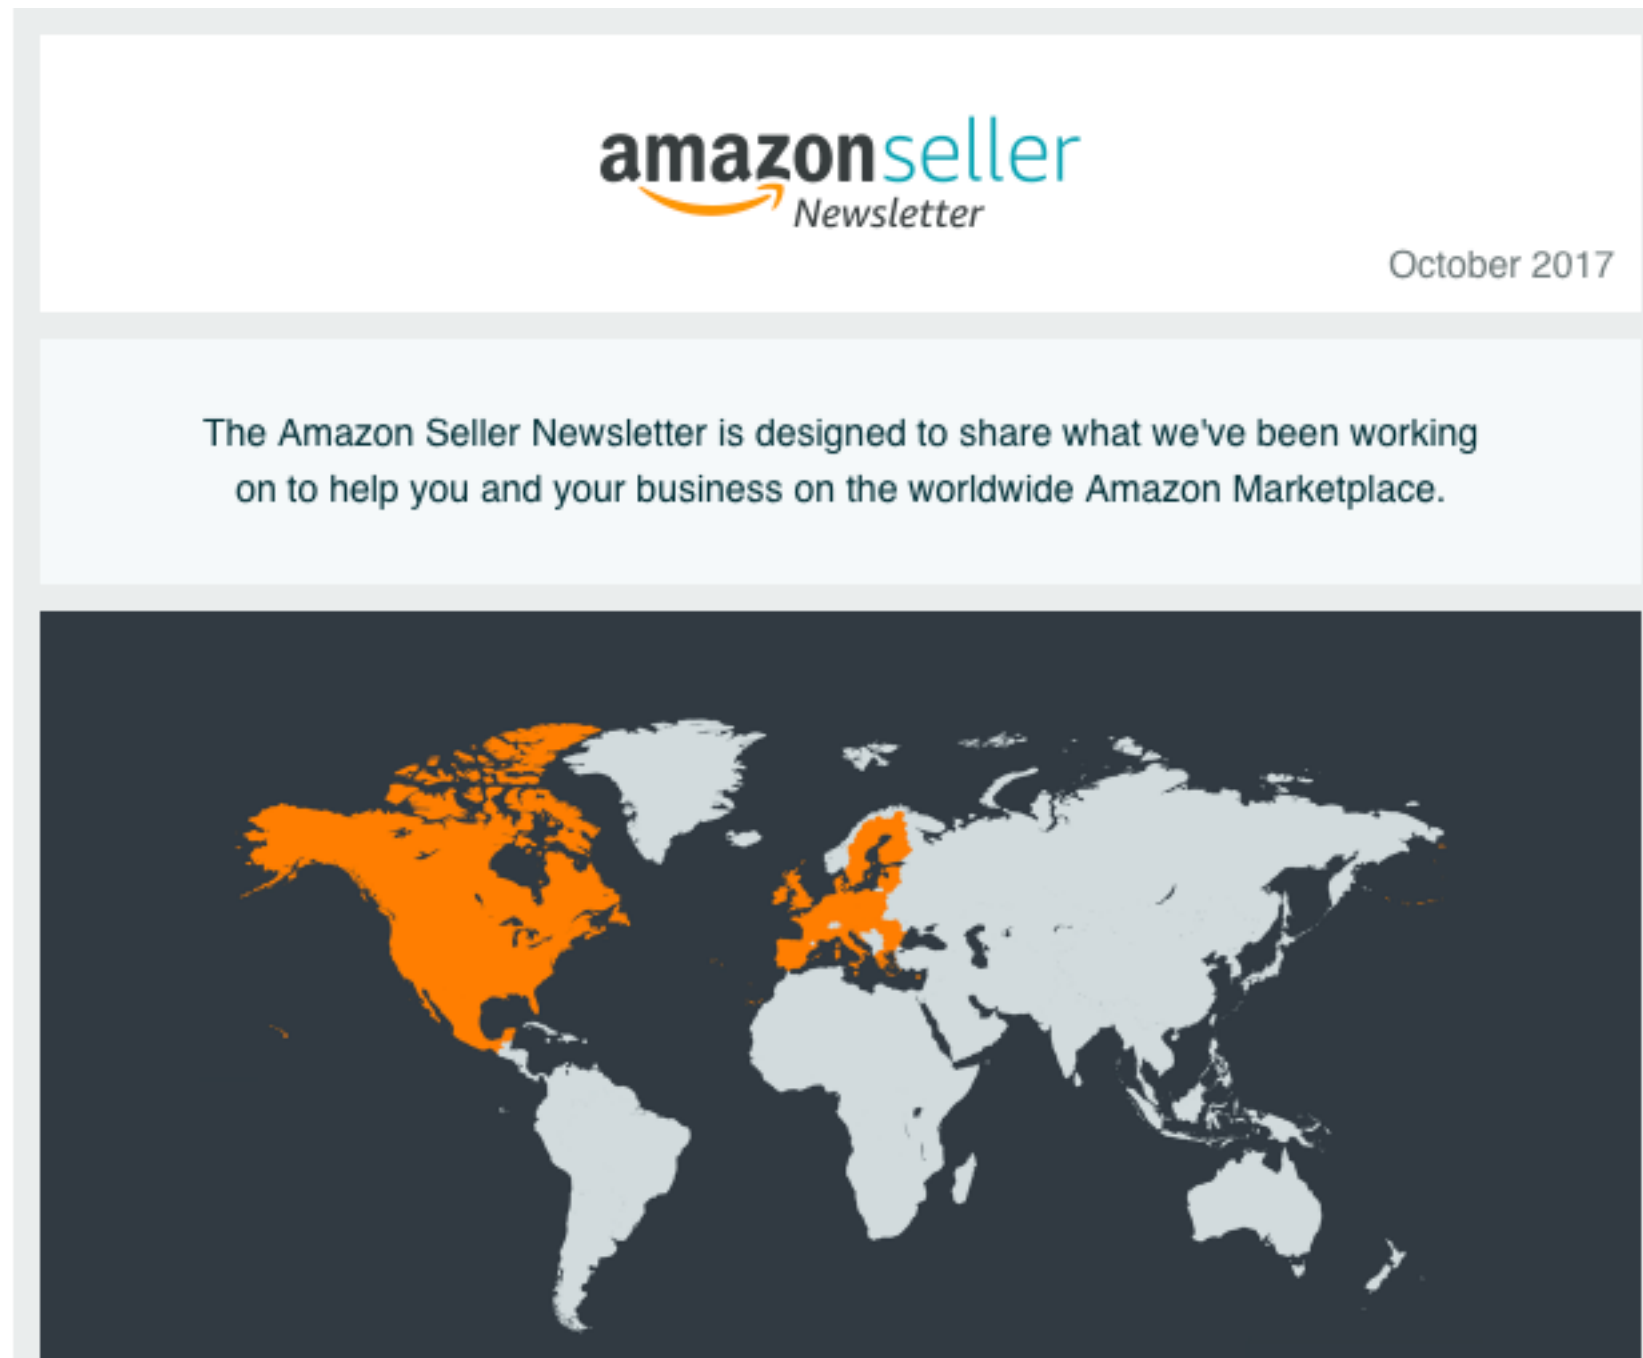 amazonseller
Newsletter
October 2017
The Amazon Seller Newsletter is designed to share what we've been working
on to help you and your business on the worldwide Amazon Marketplace.